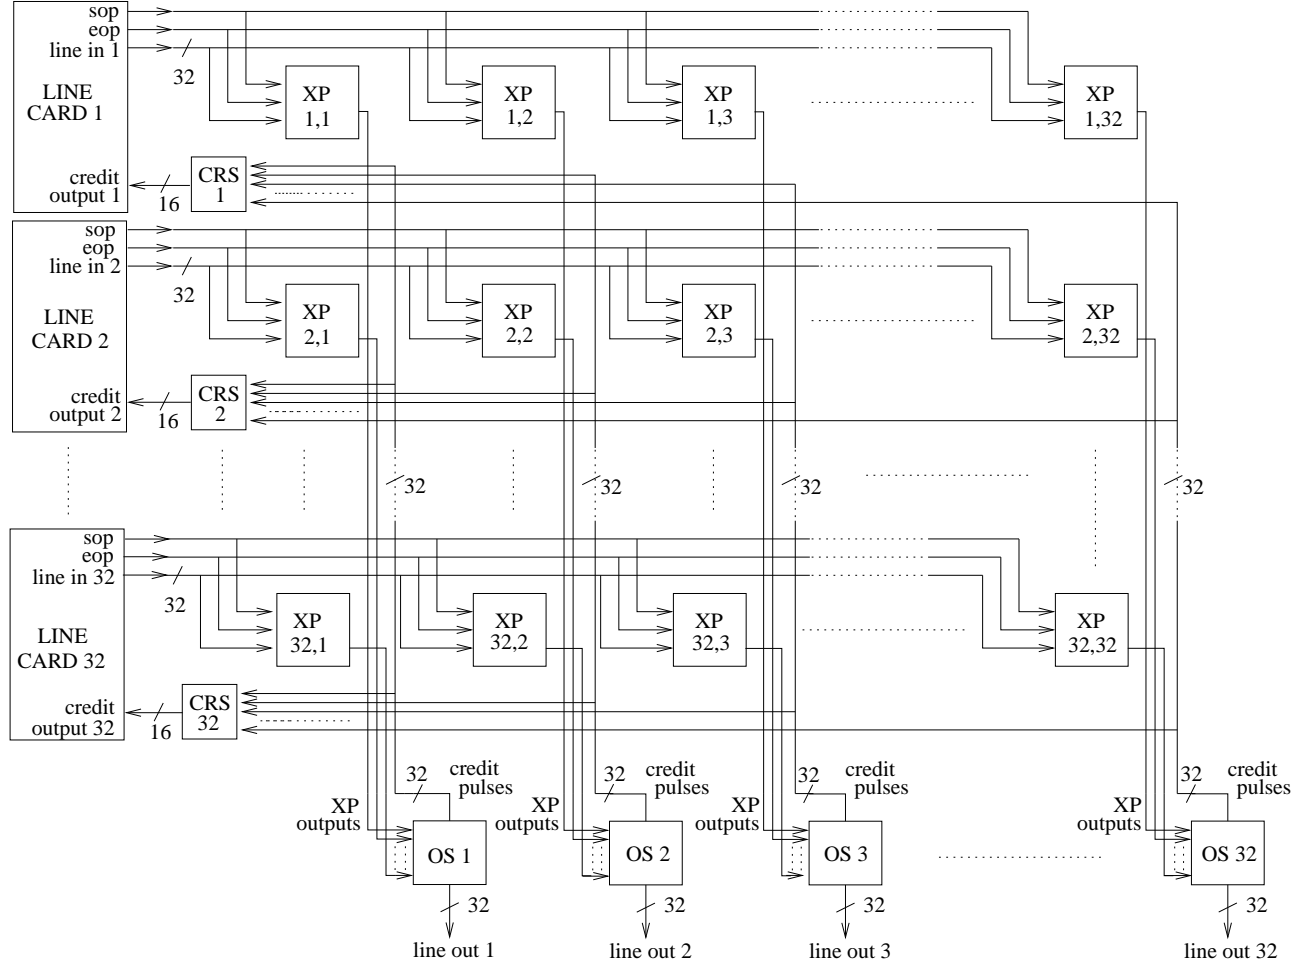 sop
eop
line in 1
32
LINE
CARD 1
XP
1,1
XP
1,2
XP
1,3
XP
1,32
credit
output 1
16
CRS
1
sop
eop
line in 2
32
LINE
CARD 2
XP
2,1
XP
2,2
XP
2,3
XP
2,32
credit
output 2
16
CRS
2
32
32
32
32
sop
eop
line in 32
32
LINE
CARD 32
XP
32,1
XP
32,2
XP
32,3
XP
32,32
credit
output 32
16
CRS
32
32
credit
pulses
32
credit
pulses
32
credit
pulses
32
credit
pulses
XP
outputs
XP
outputs
XP
outputs
XP
outputs
OS 1
OS 2
OS 3
OS 32
32
32
32
32
line out 1
line out 2
line out 3
line out 32